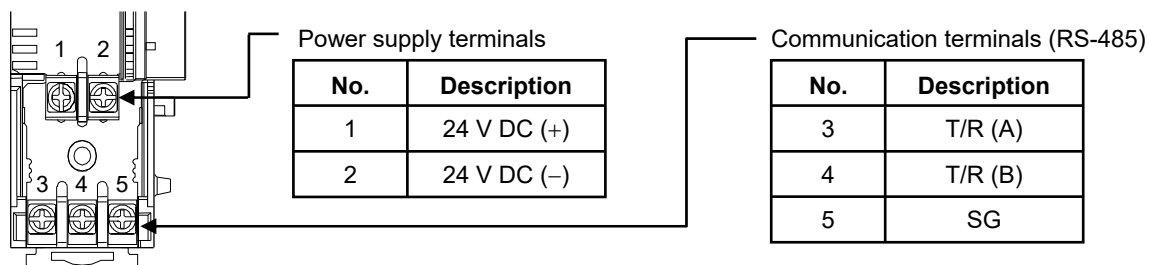 1 2
3 4 5
Power supply terminals
No. Description
1 24 V DC (+)
2 24 V DC (−)
Communication terminals (RS-485)
No. Description
3 T/R (A)
4 T/R (B)
5 SG